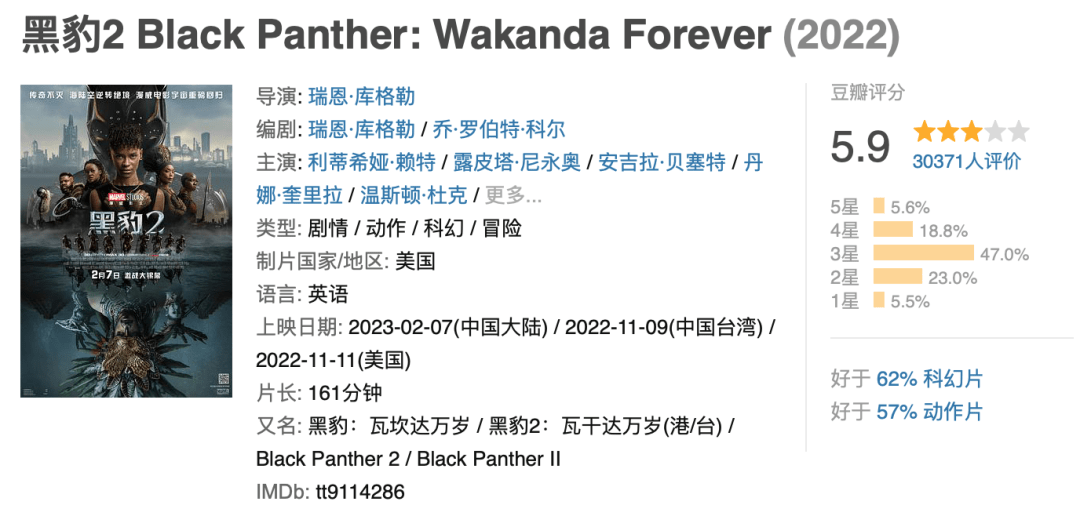 黑豹2 Black Panther: Wakanda Forever (2022)
传奇不灭 海陆空逆转绝境 漫威电影宇宙重磅回归
MARVEL STUDIOS
黑豹2
2月7日 激战大银幕
导演: 瑞恩·库格勒
编剧: 瑞恩·库格勒 / 乔·罗伯特·科尔
主演: 利蒂希娅·赖特 / 露皮塔·尼永奥 / 安吉拉·贝塞特 / 丹
娜·奎里拉 / 温斯顿·杜克 / 更多...
类型: 剧情 / 动作 / 科幻 / 冒险
制片国家/地区: 美国
语言: 英语
上映日期: 2023-02-07(中国大陆) / 2022-11-09(中国台湾) /
2022-11-11(美国)
片长: 161分钟
又名: 黑豹：瓦坎达万岁 / 黑豹2：瓦干达万岁(港/台) /
Black Panther 2 / Black Panther II
IMDb: tt9114286
豆瓣评分
5.9
30371人评价
5星 5.6%
4星 18.8%
3星 47.0%
2星 23.0%
1星 5.5%
好于 62% 科幻片
好于 57% 动作片